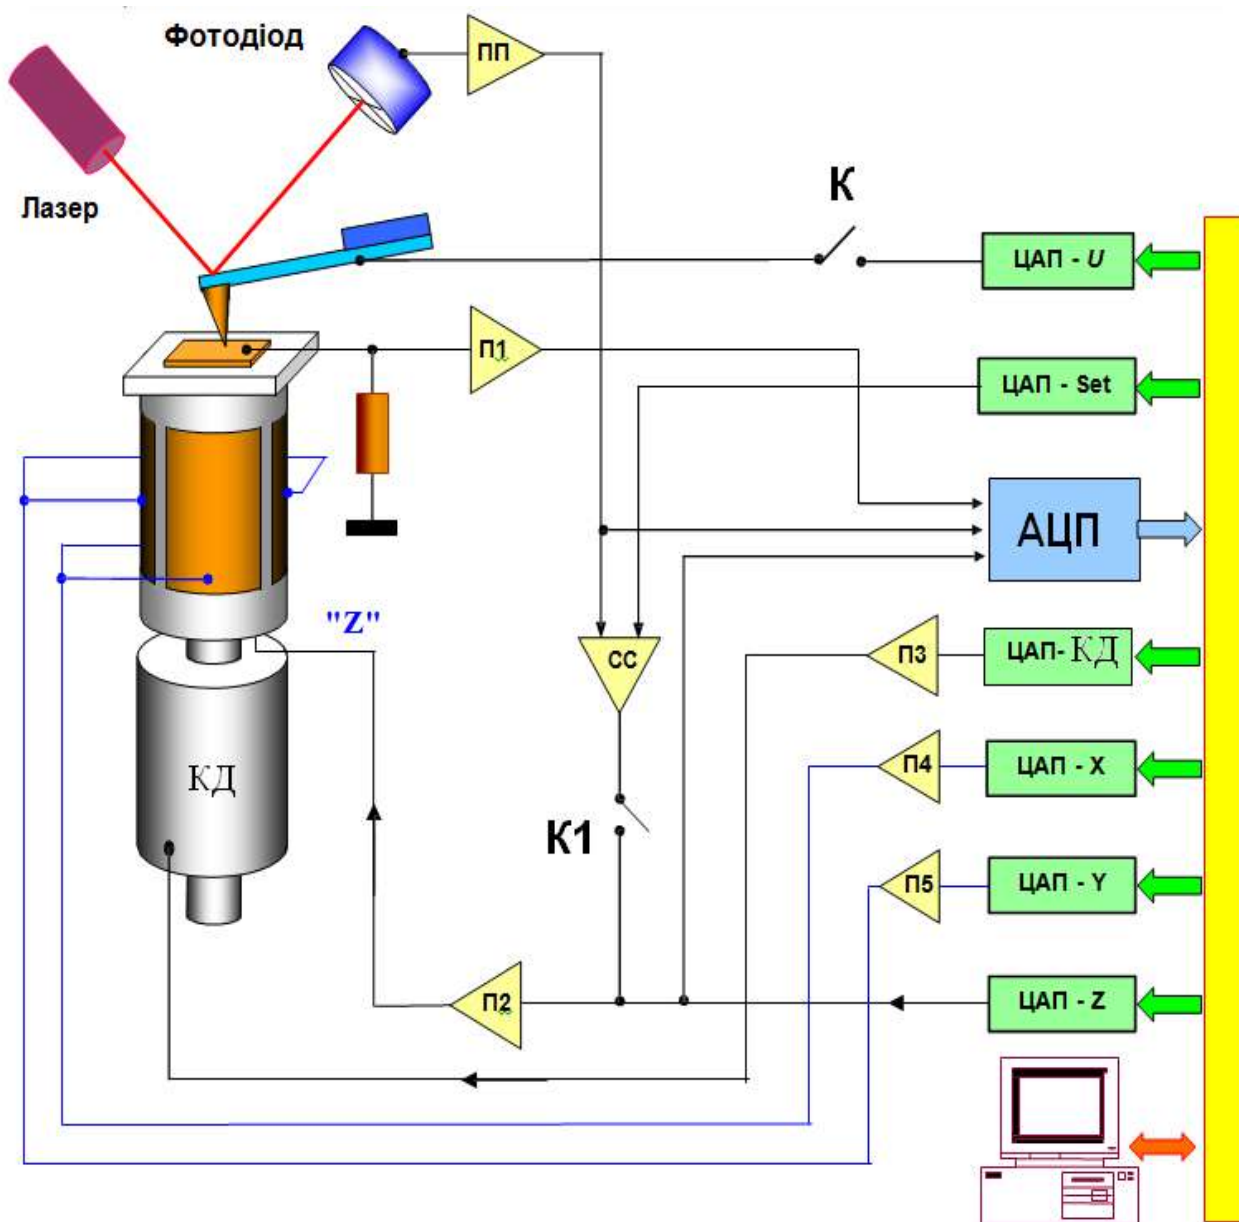 Фотодіод
ПП
Лазер
К
ЦАП - U
П1
ЦАП - Set
АЦП
"Z"
СС
П3
ЦАП- КД
КД
П4
ЦАП - X
К1
П5
ЦАП - Y
П2
ЦАП - Z